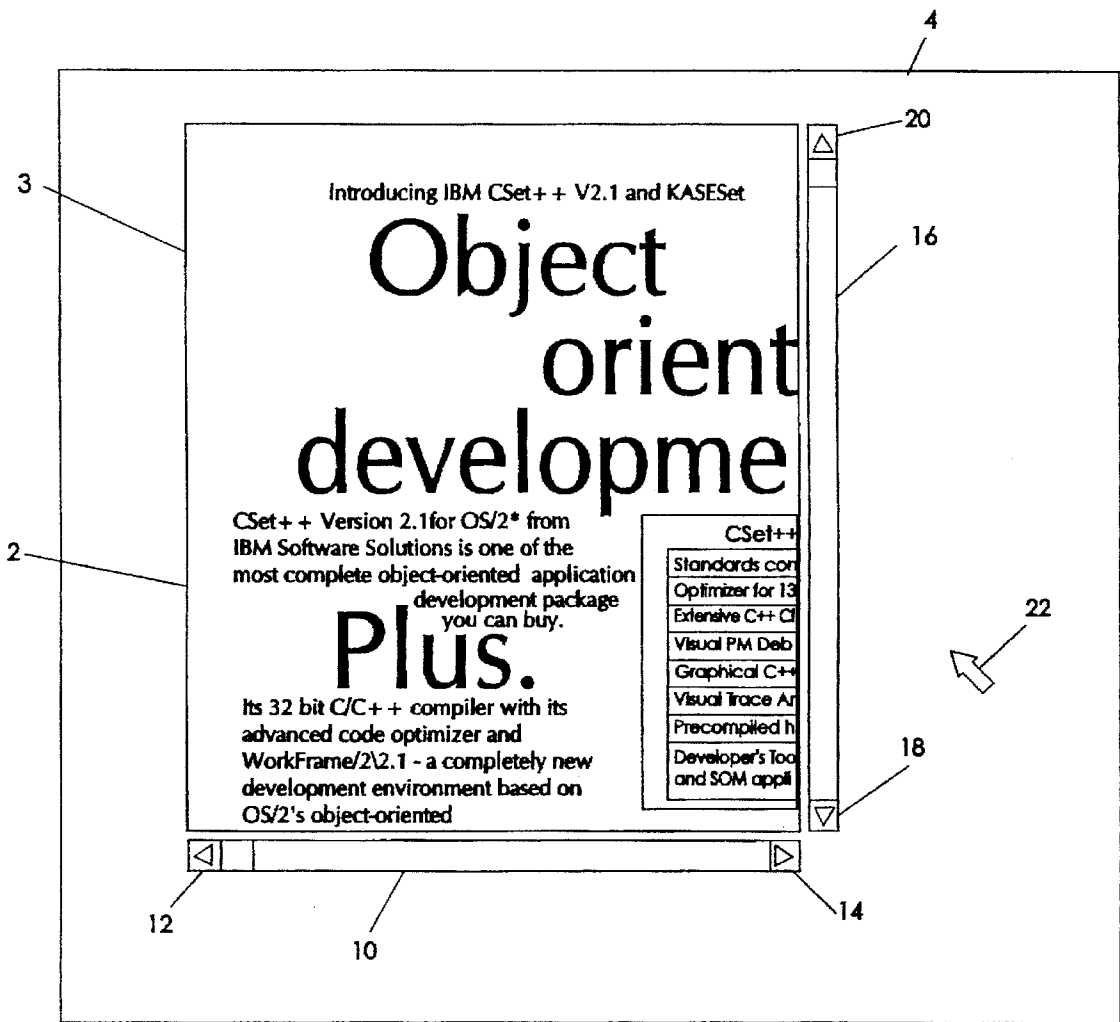 4
20
3
Introducing IBM CSet++ V2.1 and KASESet
Object
16
orient
developme
2
CSet++ Version 2.1for OS/2* from
IBM Software Solutions is one of the
most complete object-oriented application
development package
you can buy.
Plus.
Its 32 bit C/C++ compiler with its
advanced code optimizer and
WorkFrame/2\2.1 - a completely new
development environment based on
OS/2's object-oriented
CSet++
Standards con
Optimizer for 13
Extensive C++ Cl
Visual PM Deb
Graphical C++
Visual Trace An
Precompiled h
Developer's Too
and SOM appli
22
18
12
10
14